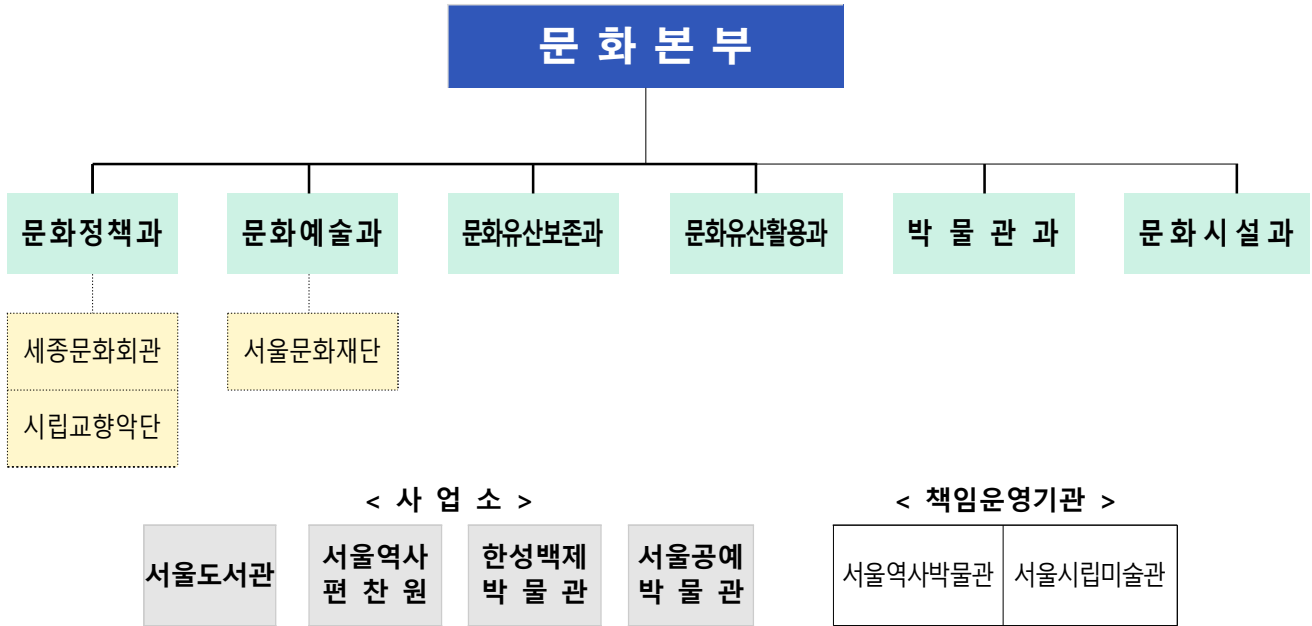 문 화 본 부
문화정책과
문화예술과
문화유산보존과
문화유산활용과
박 물 관 과
문 화 시 설 과
세종문화회관
서울문화재단
시립교향악단
< 사 업 소 >
< 책임운영기관 >
서울도서관
서울역사
편 찬 원
한성백제
박 물 관
서울공예
박 물 관
서울역사박물관
서울시립미술관